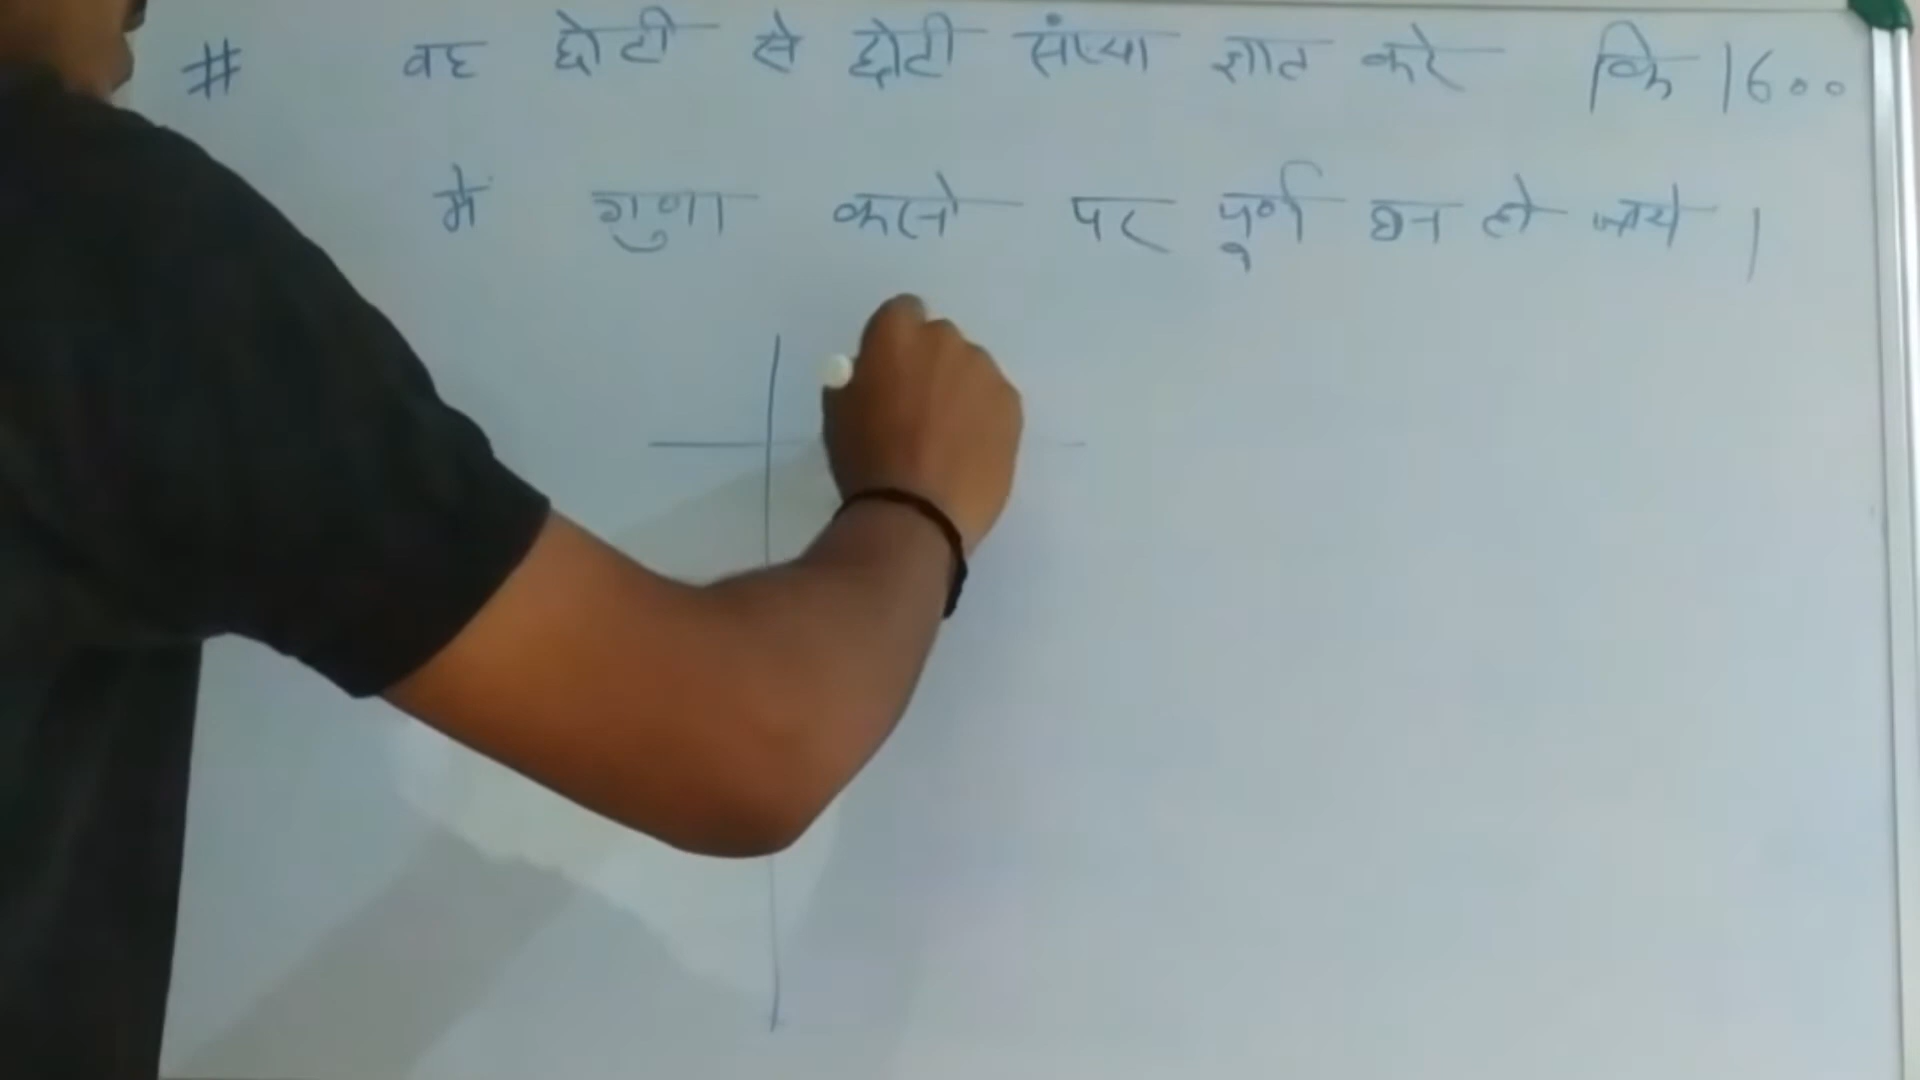 # वह छोटी से छोटी संख्या ज्ञात करे कि 1600
मे गुणा करने पर पूर्ण घन हो जाये |